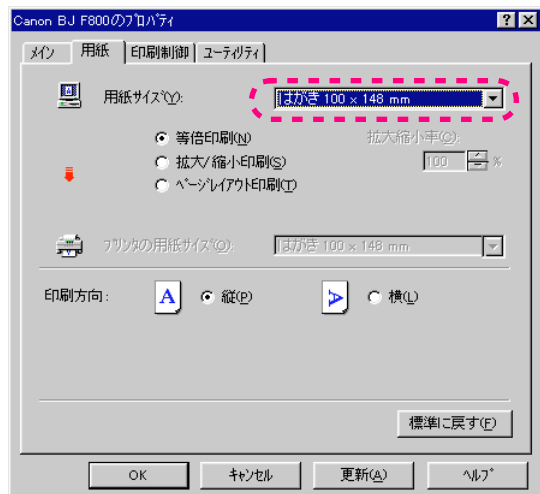 Canon BJ F800のﾌﾟﾛﾊﾟﾃｨ
ﾒｲﾝ 用紙 印刷制御 ﾕｰﾃｨﾘﾃｨ
用紙ｻｲｽﾞ(Y): はがき 100 x 148 mm
等倍印刷(N) 拡大縮小率(C):
拡大/縮小印刷(S) 100 %
ﾍﾟｰｼﾞﾚｲｱｳﾄ印刷(T)
ﾌﾟﾘﾝﾀの用紙ｻｲｽﾞ(O): はがき 100 x 148 mm
印刷方向: A 縦(P) A 横(L)
標準に戻す(F)
OK ｷｬﾝｾﾙ 更新(A) ﾍﾙﾌﾟ